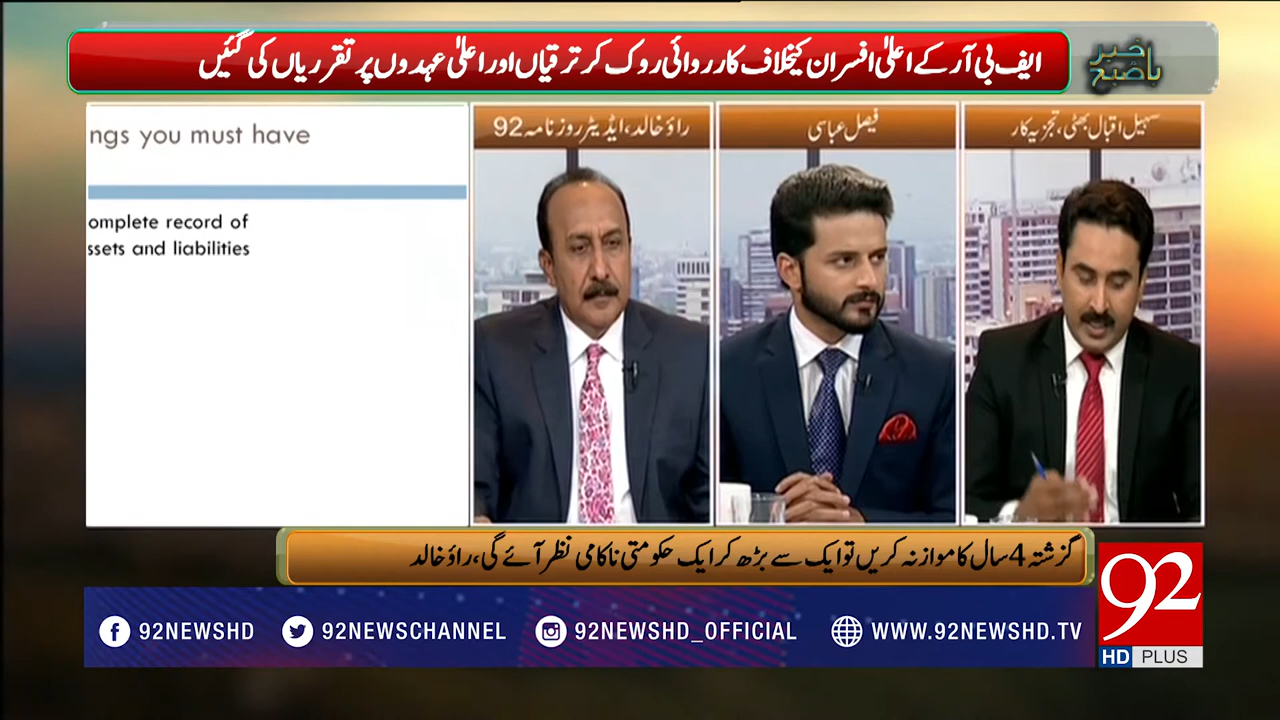 ایف بی آر کے اعلیٰ افسران کیخلاف کارروائی روک کر ترقیاں اور اعلیٰ عہدوں پر تقرریاں کی گئیں
باخبر صبح
سہیل اقبال بھٹی، تجزیہ کار
فیصل عباسی
راؤ خالد، ایڈیٹر روزنامہ 92
ngs you must have
omplete record of
ssets and liabilities
گزشتہ 4 سال کا موازنہ کریں تو ایک سے بڑھ کر ایک حکومتی ناکامی نظر آئے گی، راؤ خالد
92NEWSHD 92NEWSCHANNEL 92NEWSHD_OFFICIAL WWW.92NEWSHD.TV
92
HD PLUS